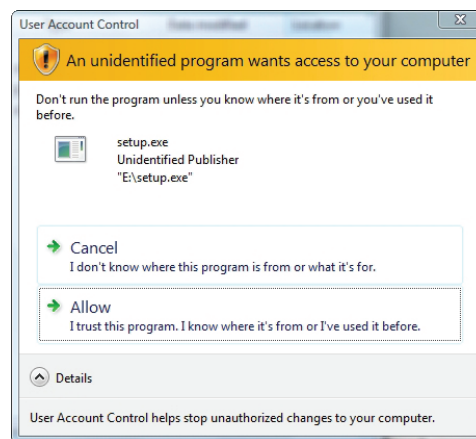 User Account Control
Date modified
Location
An unidentified program wants access to your computer
Don't run the program unless you know where it's from or you've used it
before.
setup.exe
Unidentified Publisher
"E:\setup.exe"
Cancel
I don't know where this program is from or what it's for.
Allow
I trust this program. I know where it's from or I've used it before.
Details
User Account Control helps stop unauthorized changes to your computer.